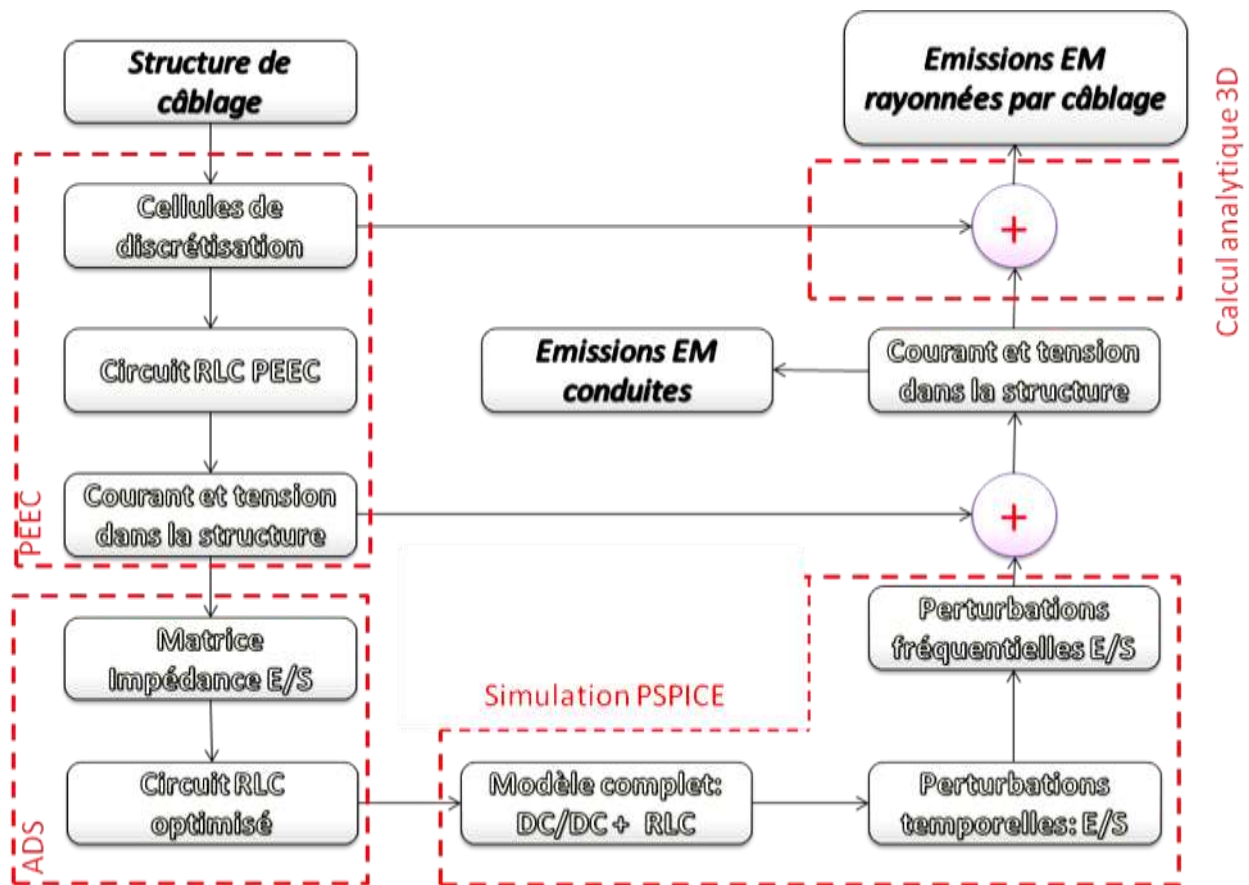 Structure de
câblage
Emissions EM
rayonnées par câblage
Calcul analytique 3D
Cellules de
discrétisation
+
Circuit RLC PEEC
Emissions EM
conduites
Courant et tension
dans la structure
Courant et tension
dans la structure
+
PEEC
Matrice
Impédance E/S
Perturbations
fréquentielles E/S
Simulation PSPICE
Circuit RLC
optimisé
Modèle complet:
DC/DC + RLC
Perturbations
temporelles: E/S
ADS